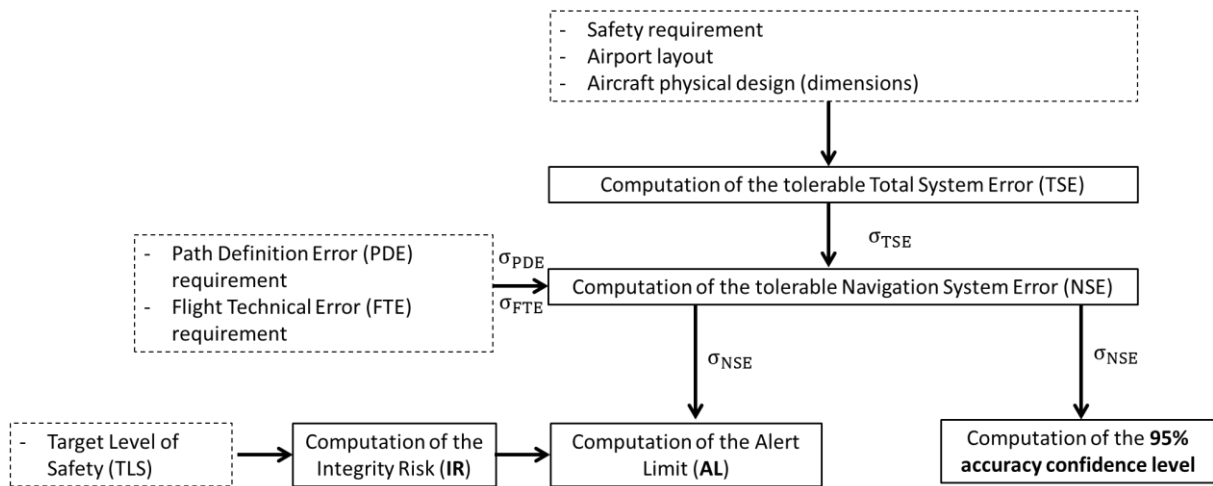 - Safety requirement
- Airport layout
- Aircraft physical design (dimensions)
Computation of the tolerable Total System Error (TSE)
σTSE
- Path Definition Error (PDE)
requirement
- Flight Technical Error (FTE)
requirement
σPDE
σFTE
Computation of the tolerable Navigation System Error (NSE)
σNSE
σNSE
- Target Level of
Safety (TLS)
Computation of the
Integrity Risk (IR)
Computation of the Alert
Limit (AL)
Computation of the 95%
accuracy confidence level